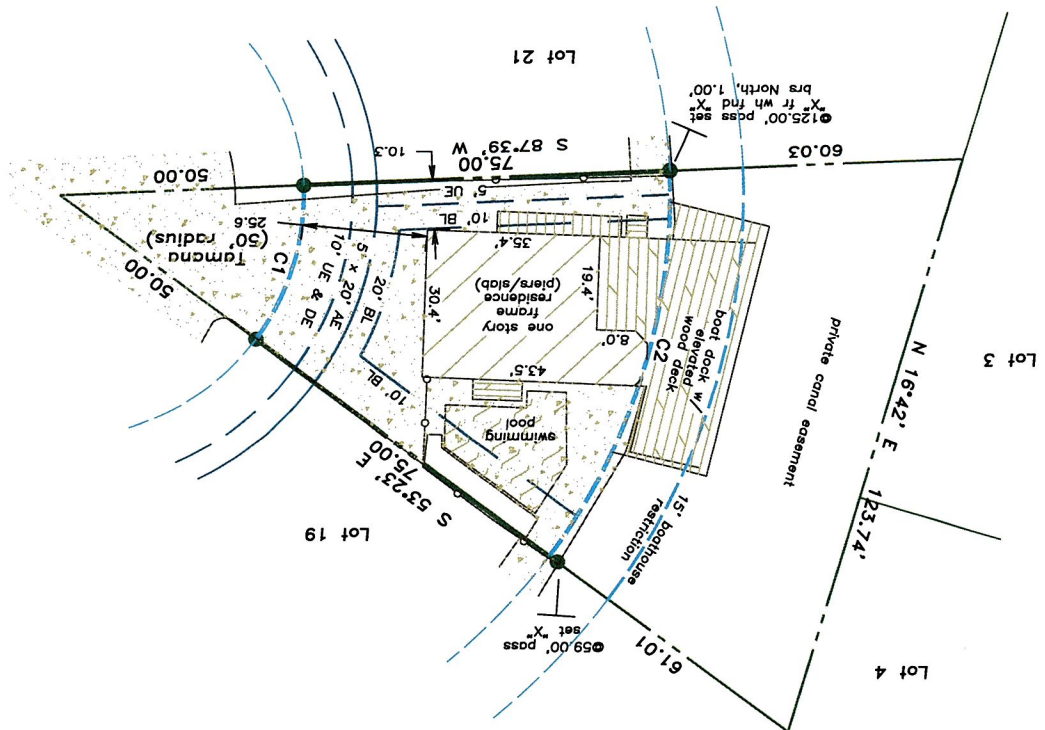 Lot 4
61.01
@59.00' pass
set "X"
Lot 19
15' boathouse
restriction
123.74'
N 16°42' E
Lot 3
private canal easement
S 53°23' E
75.00
swimming
pool
boat dock w/
elevated
wood deck
C2
43.5'
8.0'
19.4'
one story
frame
residence
(piers/slab)
30.4'
35.4'
10' BL
20' BL
5' x 20' AE
10' UE & DE
C1
50.00
Tamana
(50' radius)
25.6
10' BL
5' UE
60.03
75.00
S 87°39' W
10.3
50.00
@125.00' pass set
"X" fr wh fnd "X"
brs North, 1.00'
Lot 21